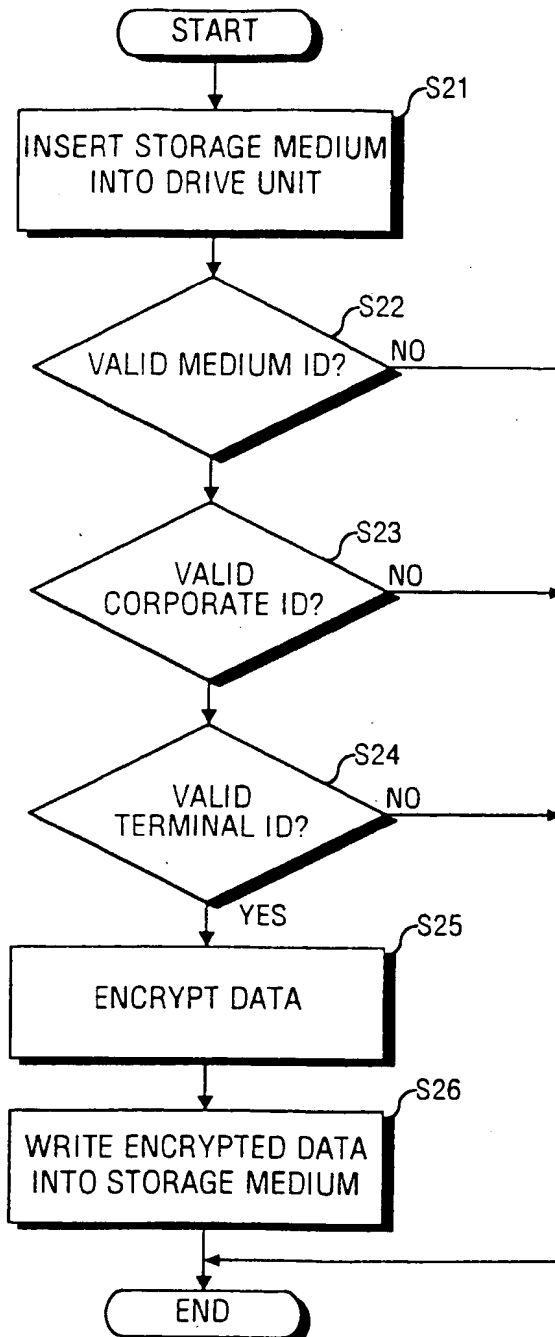 START
S21
INSERT STORAGE MEDIUM
INTO DRIVE UNIT
S22
VALID MEDIUM ID?
NO
S23
VALID
CORPORATE ID?
NO
S24
VALID
TERMINAL ID?
NO
YES
S25
ENCRYPT DATA
S26
WRITE ENCRYPTED DATA
INTO STORAGE MEDIUM
END